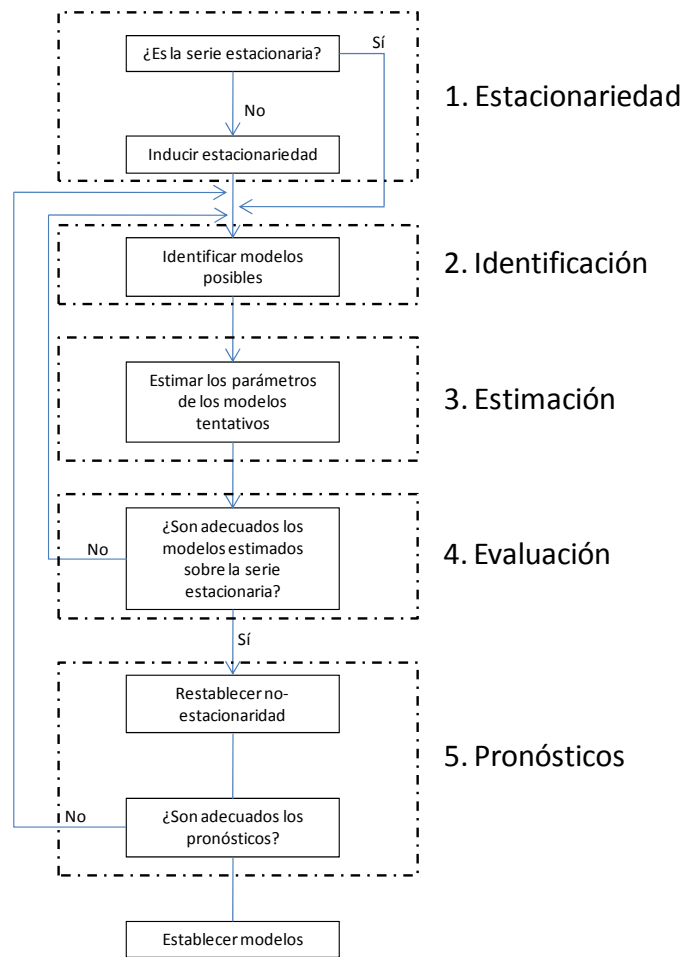 ¿Es la serie estacionaria?
Sí
No
Inducir estacionariedad
1. Estacionariedad
Identificar modelos
posibles
2. Identificación
Estimar los parámetros
de los modelos
tentativos
3. Estimación
¿Son adecuados los
modelos estimados
sobre la serie
estacionaria?
No
4. Evaluación
Sí
Restablecer no-
estacionaridad
5. Pronósticos
¿Son adecuados los
pronósticos?
No
Establecer modelos